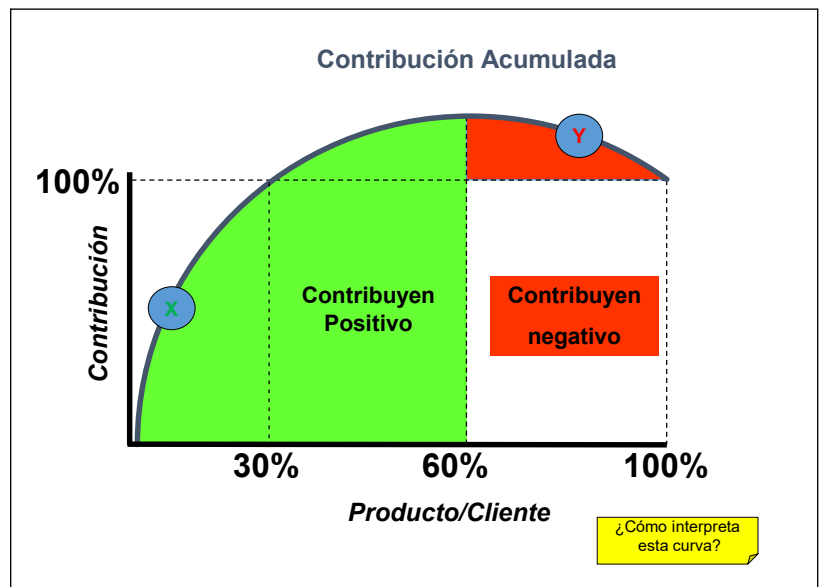 Contribución Acumulada
100%
Contribución
X
Y
Contribuyen
Positivo
Contribuyen
negativo
30%
60%
100%
Producto/Cliente
¿Cómo interpreta
esta curva?